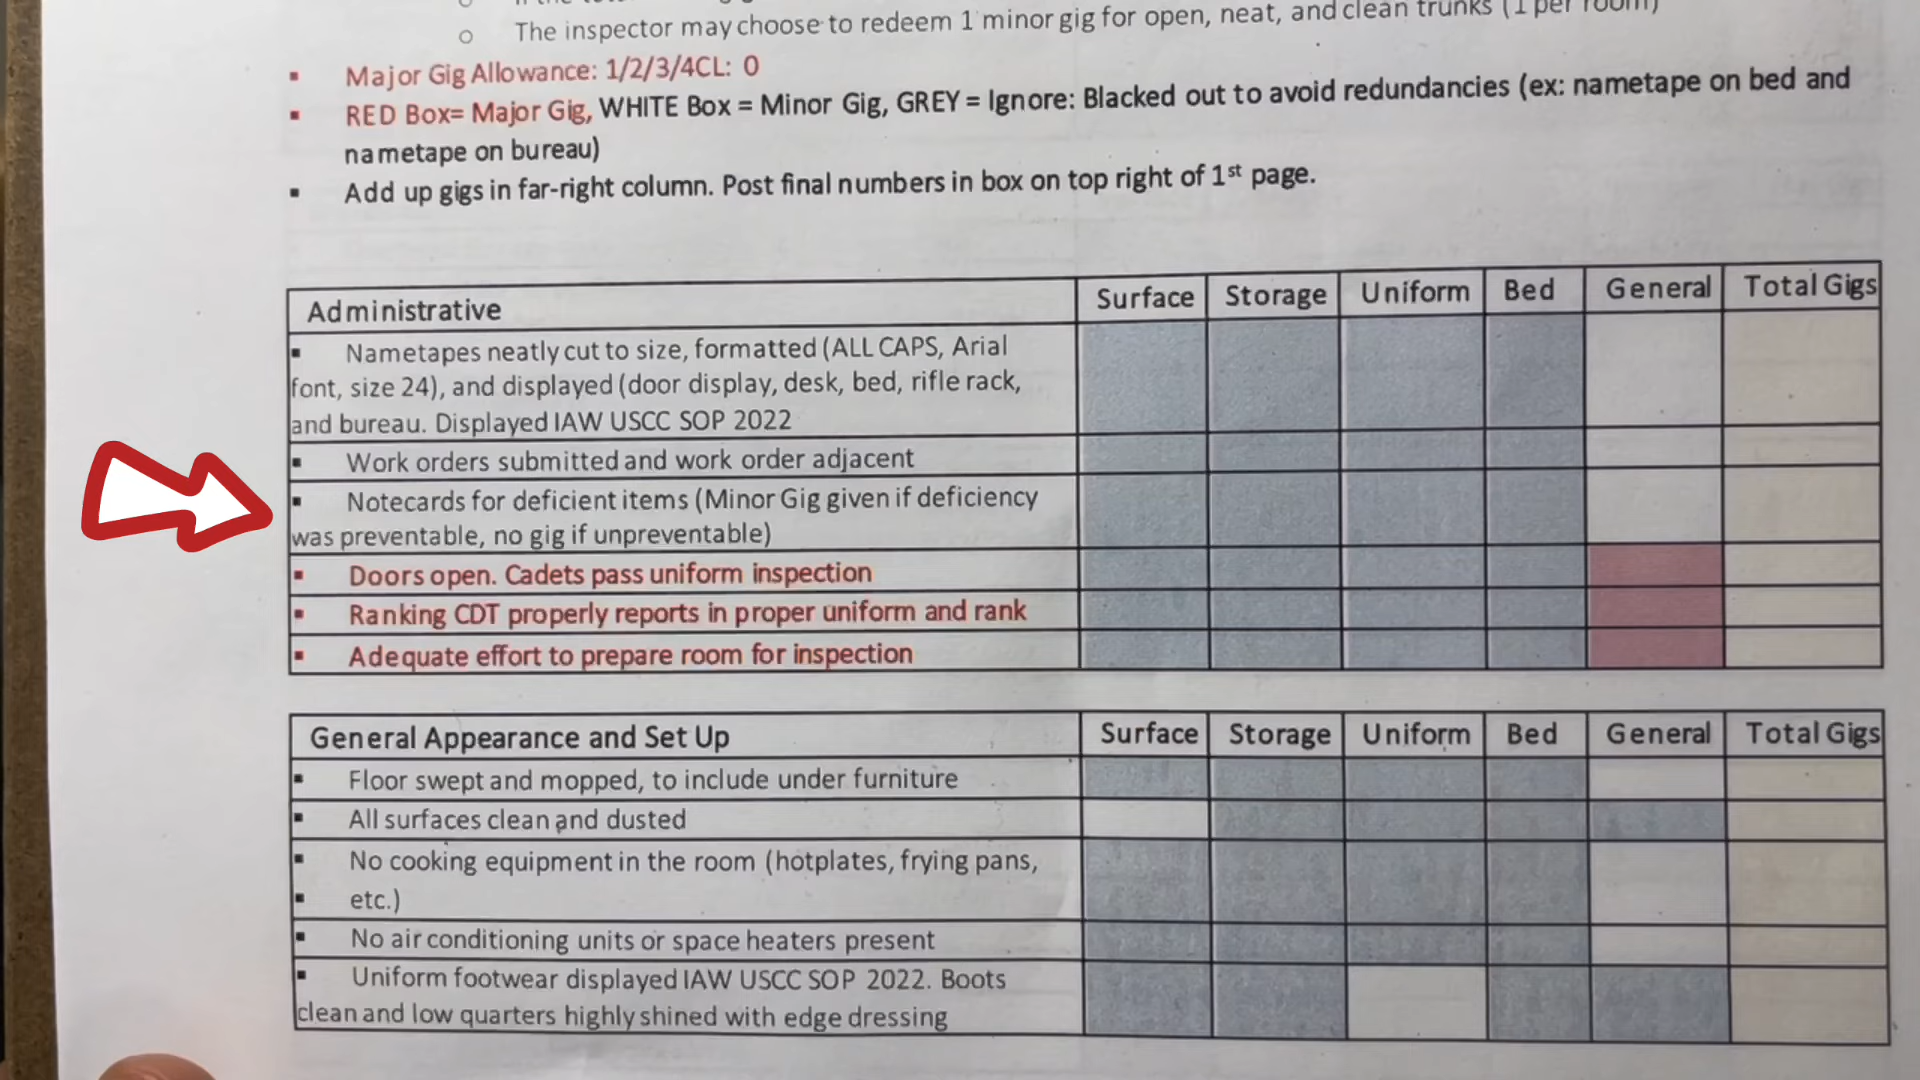 The inspector may choose to redeem 1 minor gig for open, neat, and clean trunks (1 per room)
Major Gig Allowance: 1/2/3/4CL: 0
RED Box= Major Gig, WHITE Box = Minor Gig, GREY = Ignore: Blacked out to avoid redundancies (ex: nametape on bed and
nametape on bureau)
Add up gigs in far-right column. Post final numbers in box on top right of 1st page.
Administrative Surface Storage Uniform Bed General Total Gigs
Nametapes neatly cut to size, formatted (ALL CAPS, Arial
font, size 24), and displayed (door display, desk, bed, rifle rack,
and bureau. Displayed IAW USCC SOP 2022
Work orders submitted and work order adjacent
Notecards for deficient items (Minor Gig given if deficiency
was preventable, no gig if unpreventable)
Doors open. Cadets pass uniform inspection
Ranking CDT properly reports in proper uniform and rank
Adequate effort to prepare room for inspection
General Appearance and Set Up Surface Storage Uniform Bed General Total Gigs
Floor swept and mopped, to include under furniture
All surfaces clean and dusted
No cooking equipment in the room (hotplates, frying pans,
etc.)
No air conditioning units or space heaters present
Uniform footwear displayed IAW USCC SOP 2022. Boots
clean and low quarters highly shined with edge dressing